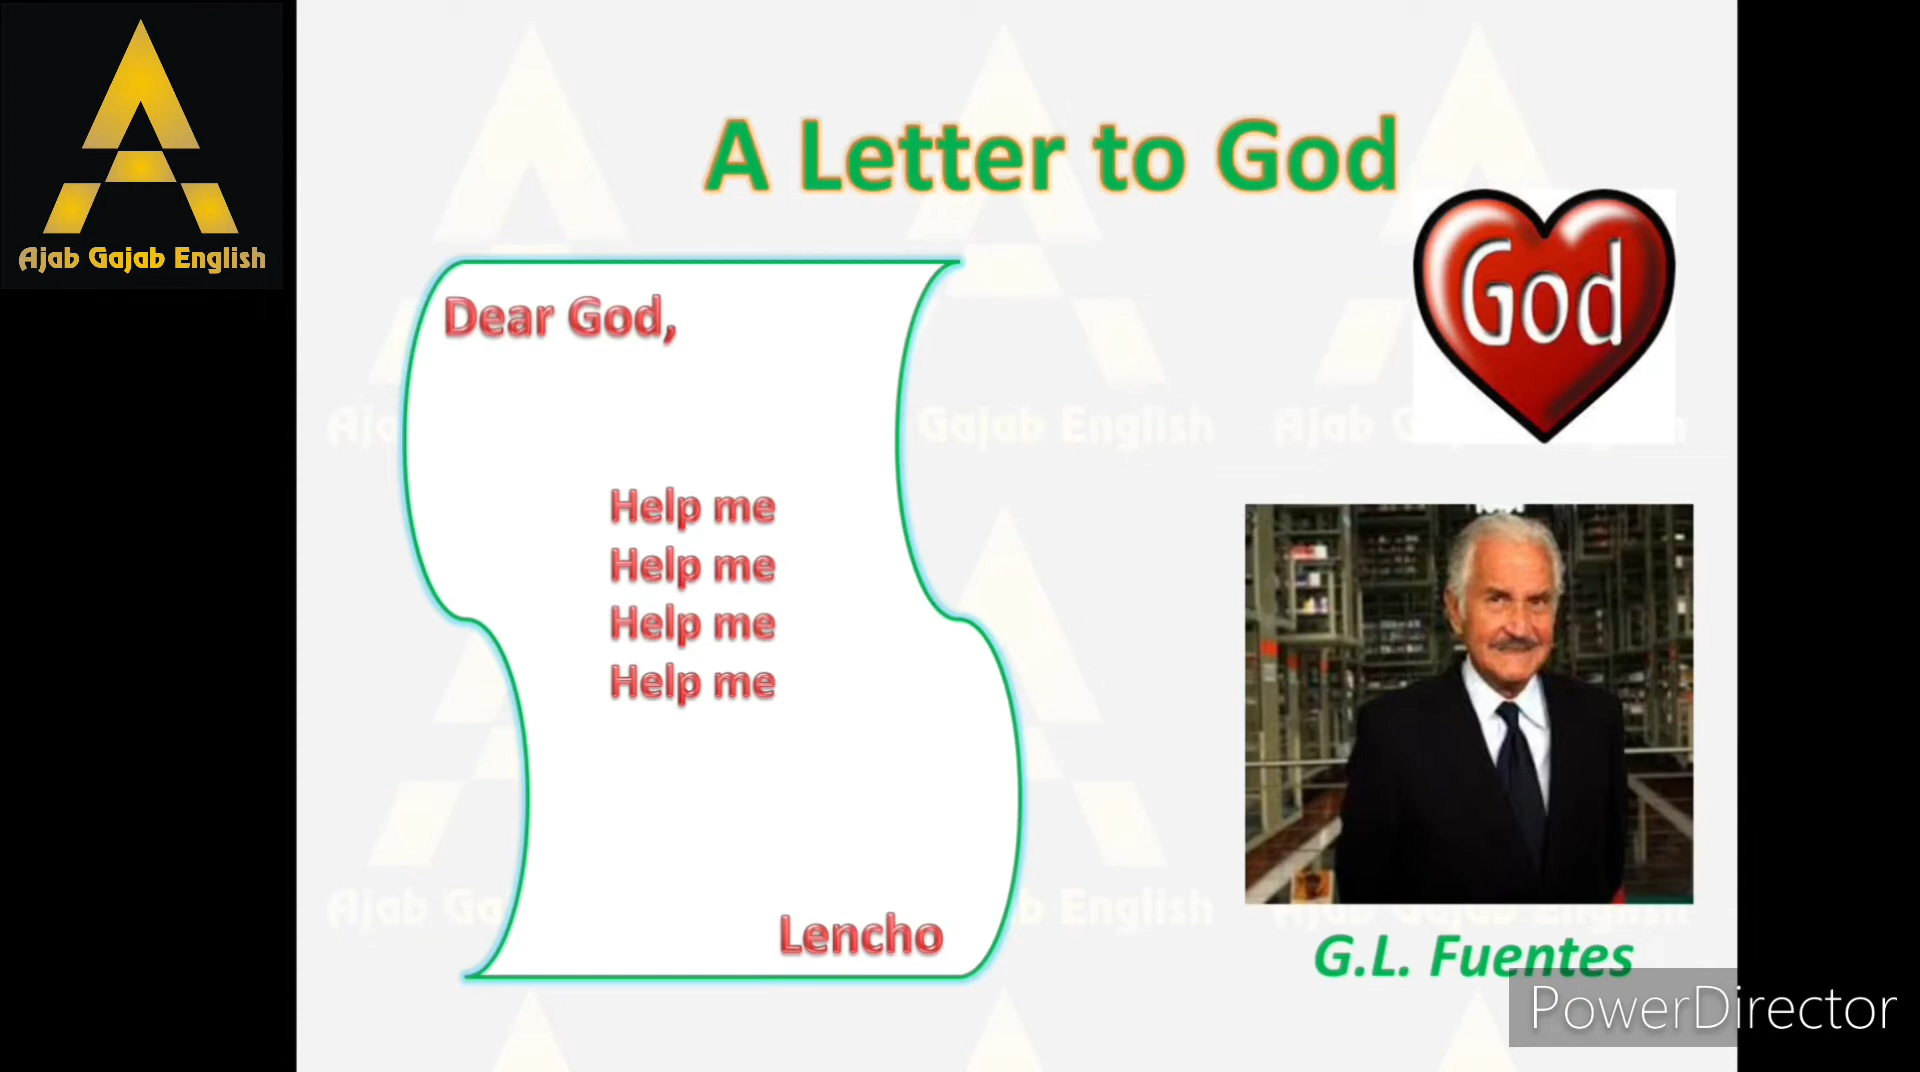 Ajab Gajab English
A Letter to God
God
Dear God,
Help me
Help me
Help me
Help me
Lencho
G.L. Fuentes
PowerDirector